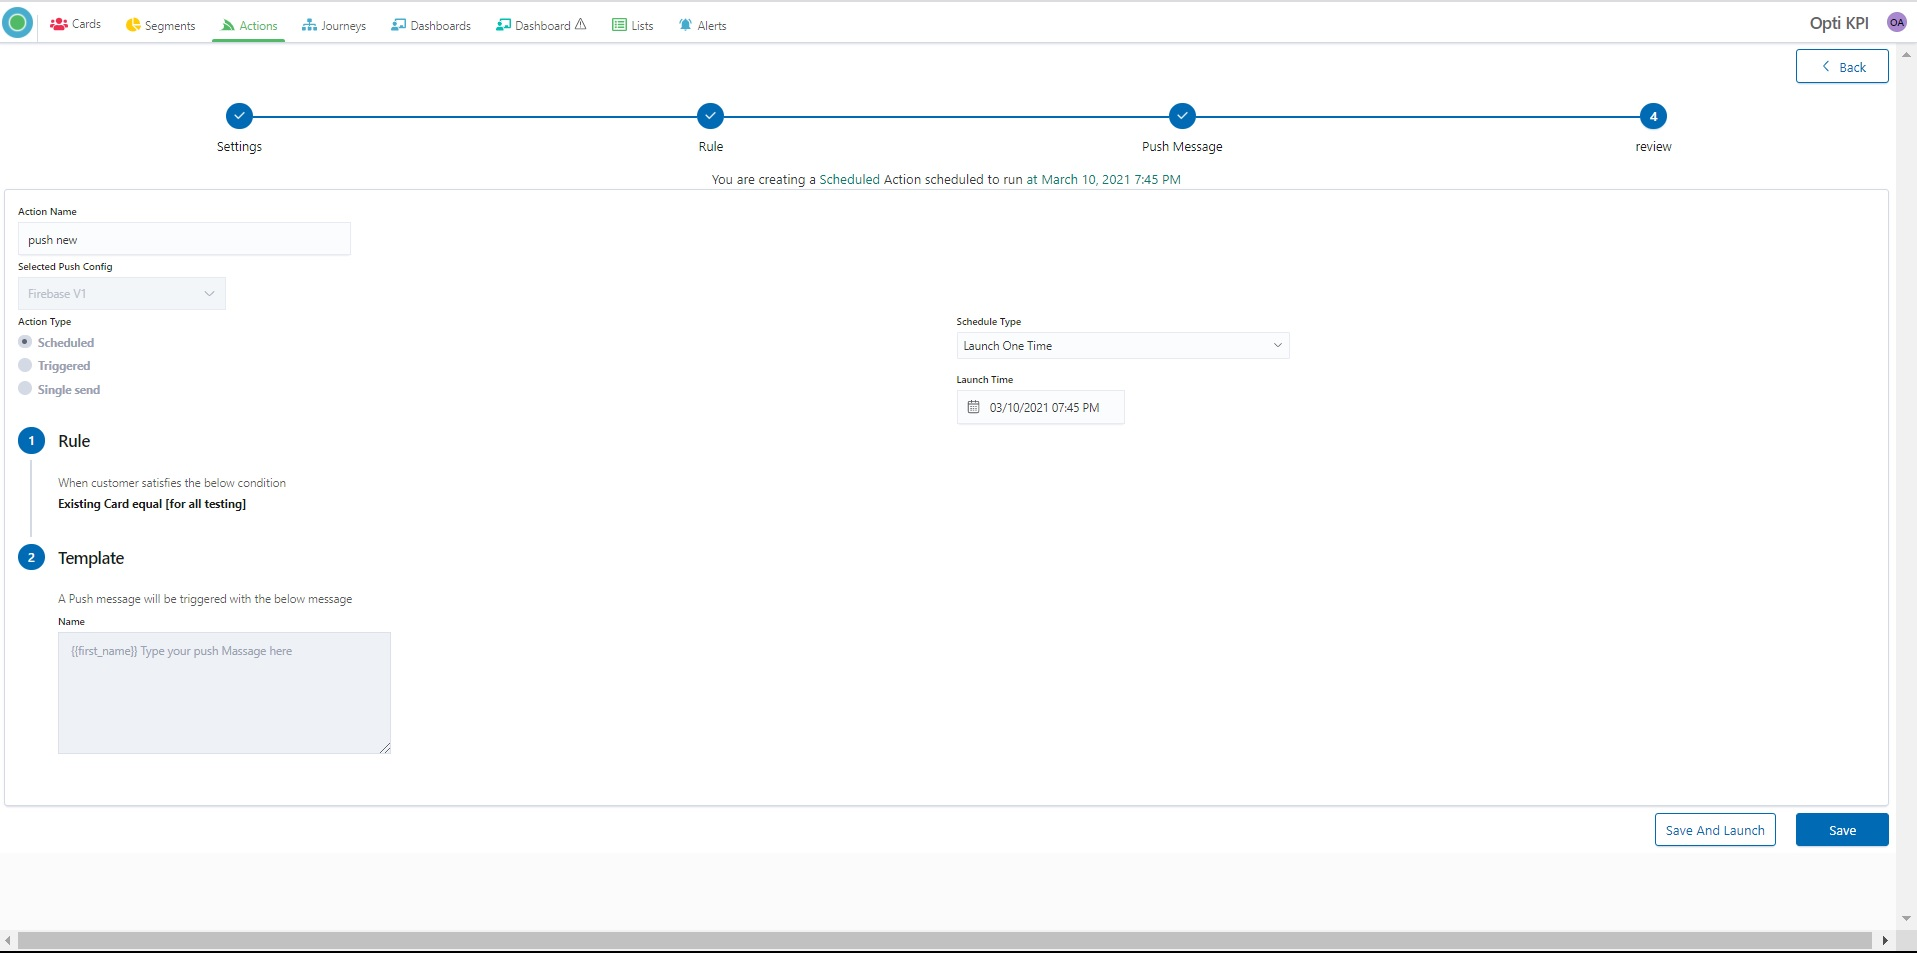 Cards Segments Actions Journeys Dashboards Dashboard Lists Alerts Opti KPI OA
Back
4
Settings Rule Push Message review
You are creating a Scheduled Action scheduled to run at March 10, 2021 7:45 PM
Action Name
push new
Selected Push Config
Firebase V1
Action Type
Scheduled
Triggered
Single send
Schedule Type
Launch One Time
Launch Time
03/10/2021 07:45 PM
1 Rule
When customer satisfies the below condition
Existing Card equal [for all testing]
2 Template
A Push message will be triggered with the below message
Name
{{first_name}} Type your push Massage here
Save And Launch Save